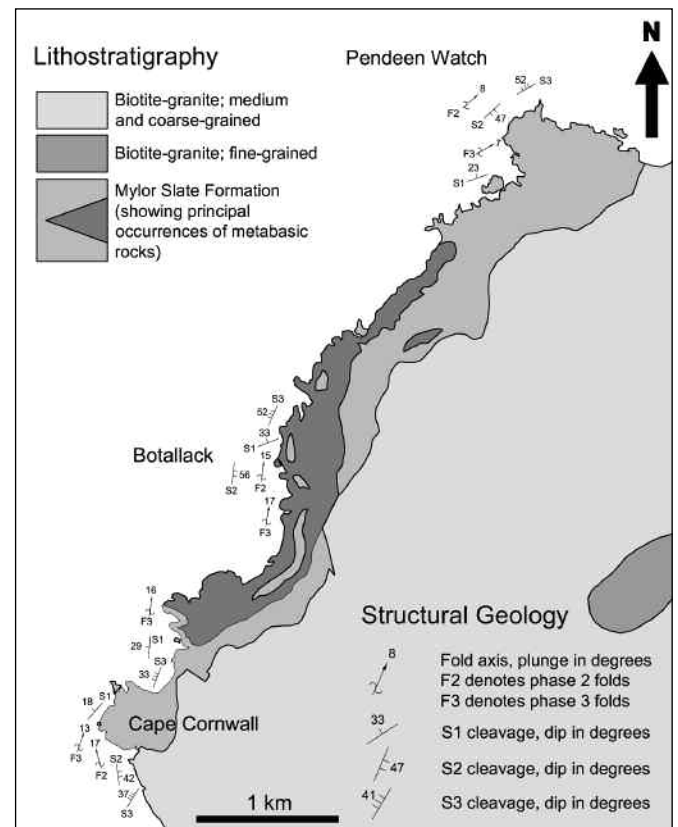 Lithostratigraphy
Biotite-granite; medium
and coarse-grained
Biotite-granite; fine-grained
Mylor Slate Formation
(showing principal
occurrences of metabasic
rocks)
Pendeen Watch
N
8
F2
52
S3
S2
47
F3
7
23
S1
S3
52
33
S1
15
Botallack
56
S2
F2
17
F3
16
F3
29
S1
33
S3
18
S1
13
Cape Cornwall
F3
17
F2
S2
42
37
S3
1 km
Structural Geology
8
Fold axis, plunge in degrees
F2 denotes phase 2 folds
F3 denotes phase 3 folds
33
S1 cleavage, dip in degrees
47
S2 cleavage, dip in degrees
41
S3 cleavage, dip in degrees